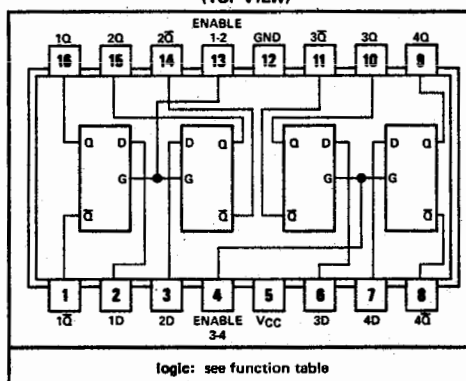 (TOP VIEW)
ENABLE
1Q 2Q 2Q̅ 1-2 GND 3Q̅ 3Q 4Q
16 15 14 13 12 11 10 9
Q D D Q Q D D Q
G G G G
Q̅ Q̅ Q̅ Q̅
1 2 3 4 5 6 7 8
1Q̅ 1D 2D ENABLE VCC 3D 4D 4Q̅
3-4
logic: see function table